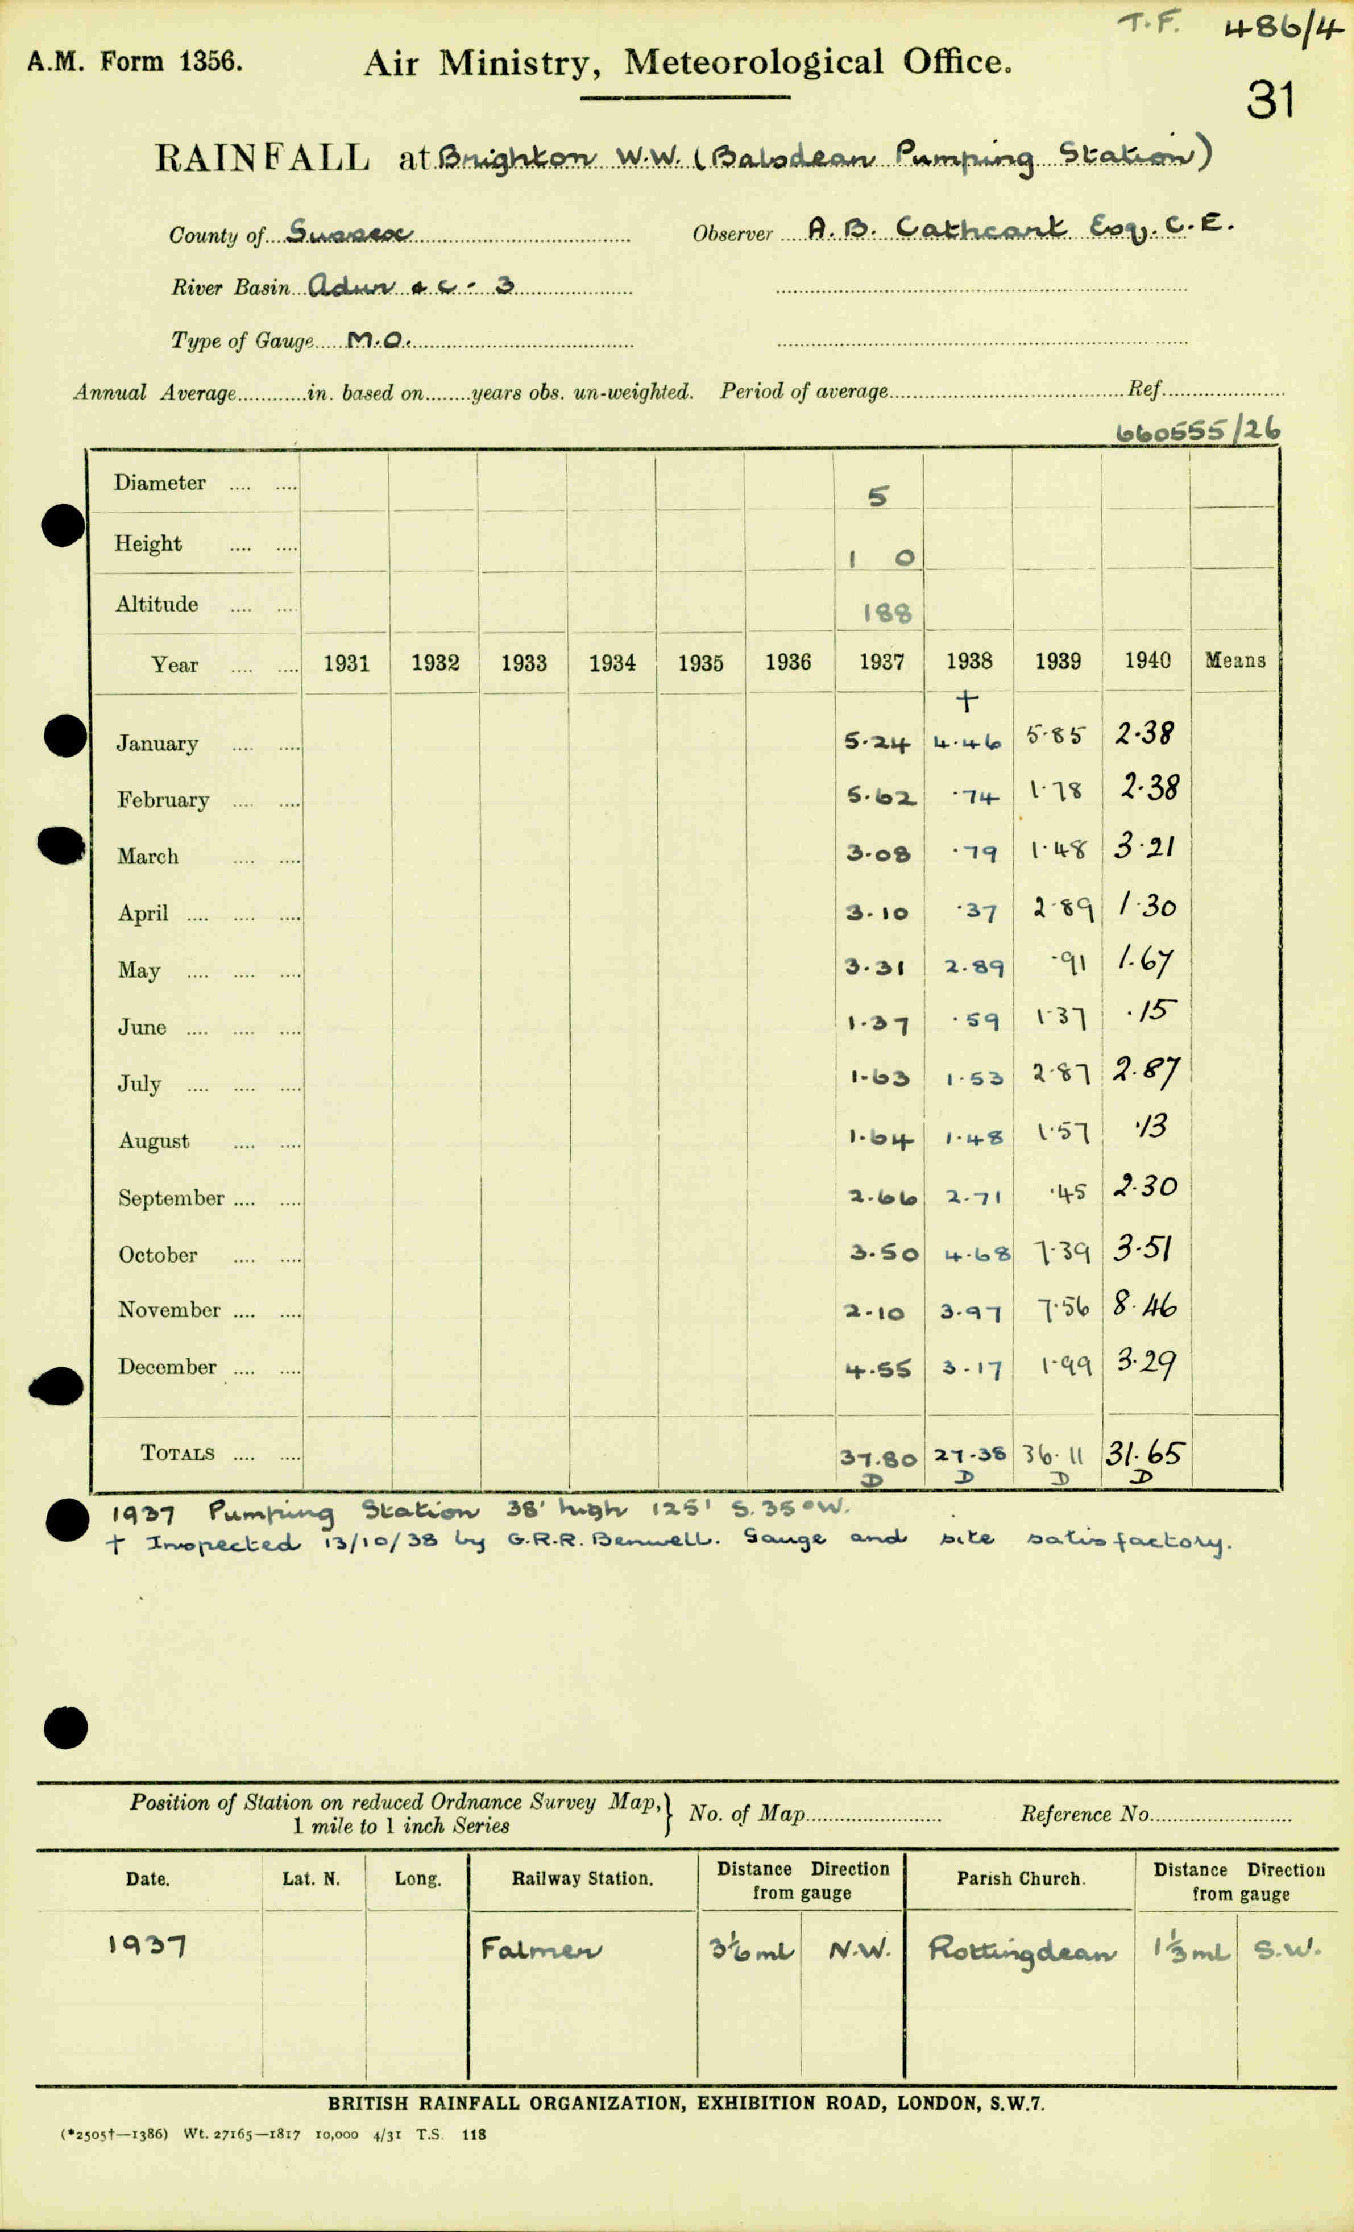 T.F. 486/4
A.M. Form 1356. Air Ministry, Meteorological Office.
31
RAINFALL at Brighton W.W. (Balsdean Pumping Station)
County of Sussex Observer A.B. Cathcart Esq. C.E.
River Basin Adur &c - 3
Type of Gauge M.O.
Annual Average............in. based on........years obs. un-weighted. Period of average........................Ref..................
660555/26
Diameter .... .... 5
Height .... .... 1 0
Altitude .... .... 188
Year .... .... 1931 1932 1933 1934 1935 1936 1937 1938 1939 1940 Means
†
January .... .... 5.24 4.46 5.85 2.38
February .... .... 5.62 .74 1.78 2.38
March .... .... 3.08 .79 1.48 3.21
April .... .... .... 3.10 .37 2.89 1.30
May .... .... .... 3.31 2.89 .91 1.67
June .... .... .... 1.37 .59 1.37 .15
July .... .... .... 1.63 1.53 2.87 2.87
August .... .... 1.64 1.48 1.57 .13
September .... .... 2.66 2.71 .45 2.30
October .... .... 3.50 4.68 7.39 3.51
November .... .... 2.10 3.97 7.56 8.46
December .... .... 4.55 3.17 1.99 3.29
TOTALS .... .... 37.80 27.38 36.11 31.65
D D D D
1937 Pumping Station 38' high 125' S.35°W.
† Inspected 13/10/38 by G.R.R. Benwell. Gauge and site satisfactory.
Position of Station on reduced Ordnance Survey Map, } No. of Map........................ Reference No.........................
1 mile to 1 inch Series
Date. Lat. N. Long. Railway Station. Distance Direction from gauge Parish Church. Distance Direction from gauge
1937 Falmer 3 1/6 ml N.W. Rottingdean 1 1/3 ml S.W.
BRITISH RAINFALL ORGANIZATION, EXHIBITION ROAD, LONDON, S.W.7.
(*2505†—1386) Wt. 27165—1817 10,000 4/31 T.S. 118